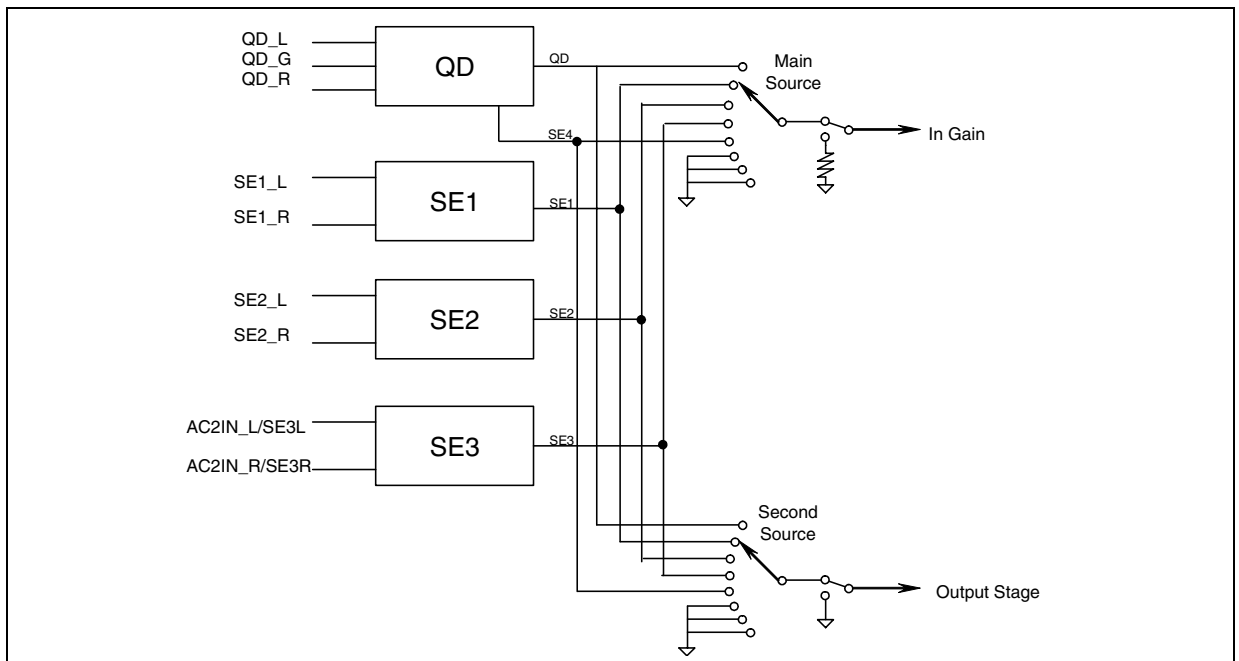 QD_L
QD_G
QD_R
QD
QD
SE4
SE1_L
SE1_R
SE1
SE1
SE2_L
SE2_R
SE2
SE2
AC2IN_L/SE3L
AC2IN_R/SE3R
SE3
SE3
Main
Source
In Gain
Second
Source
Output Stage